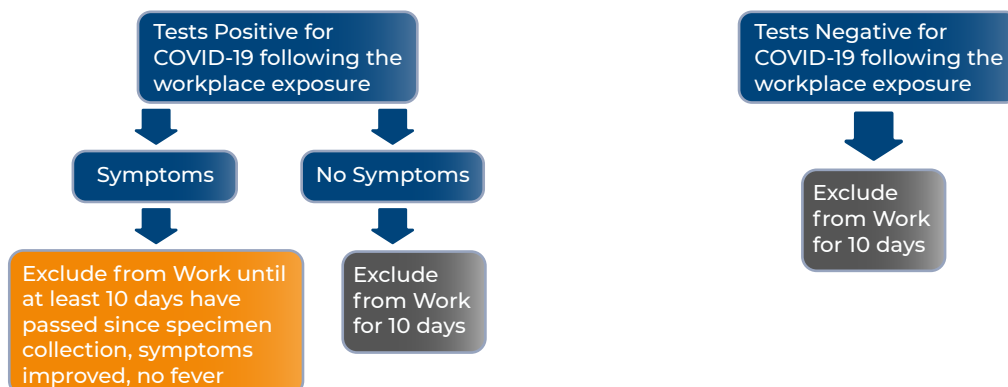 Tests Positive for
COVID-19 following the
workplace exposure
Symptoms
No Symptoms
Exclude from Work until
at least 10 days have
passed since specimen
collection, symptoms
improved, no fever
Exclude
from Work
for 10 days
Tests Negative for
COVID-19 following the
workplace exposure
Exclude
from Work
for 10 days